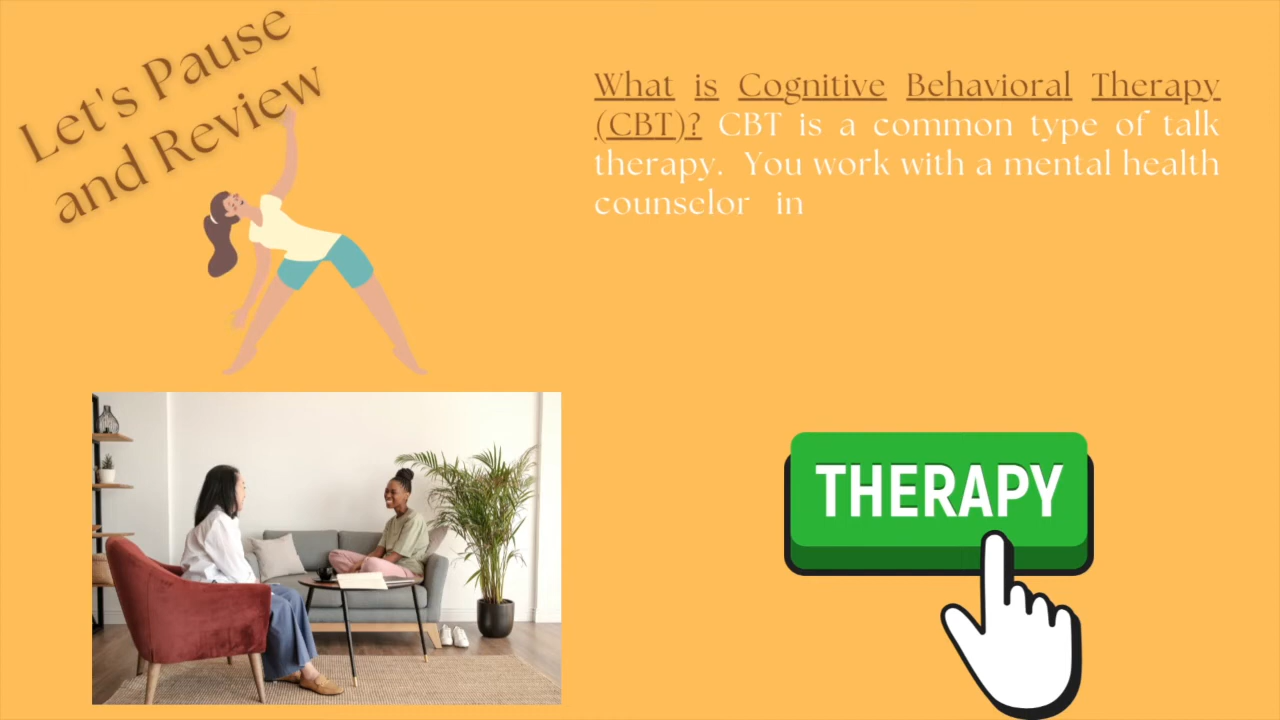 Let's Pause
and Review
What is Cognitive Behavioral Therapy
(CBT)? CBT is a common type of talk
therapy. You work with a mental health
counselor in
THERAPY